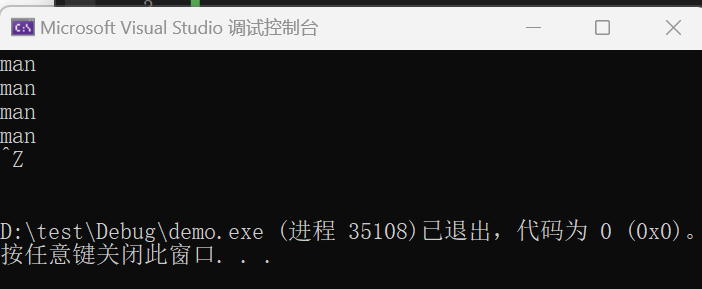 Microsoft Visual Studio 调试控制台
man
man
man
man
^Z
D:\test\Debug\demo.exe (进程 35108)已退出，代码为 0 (0x0)。
按任意键关闭此窗口. . .